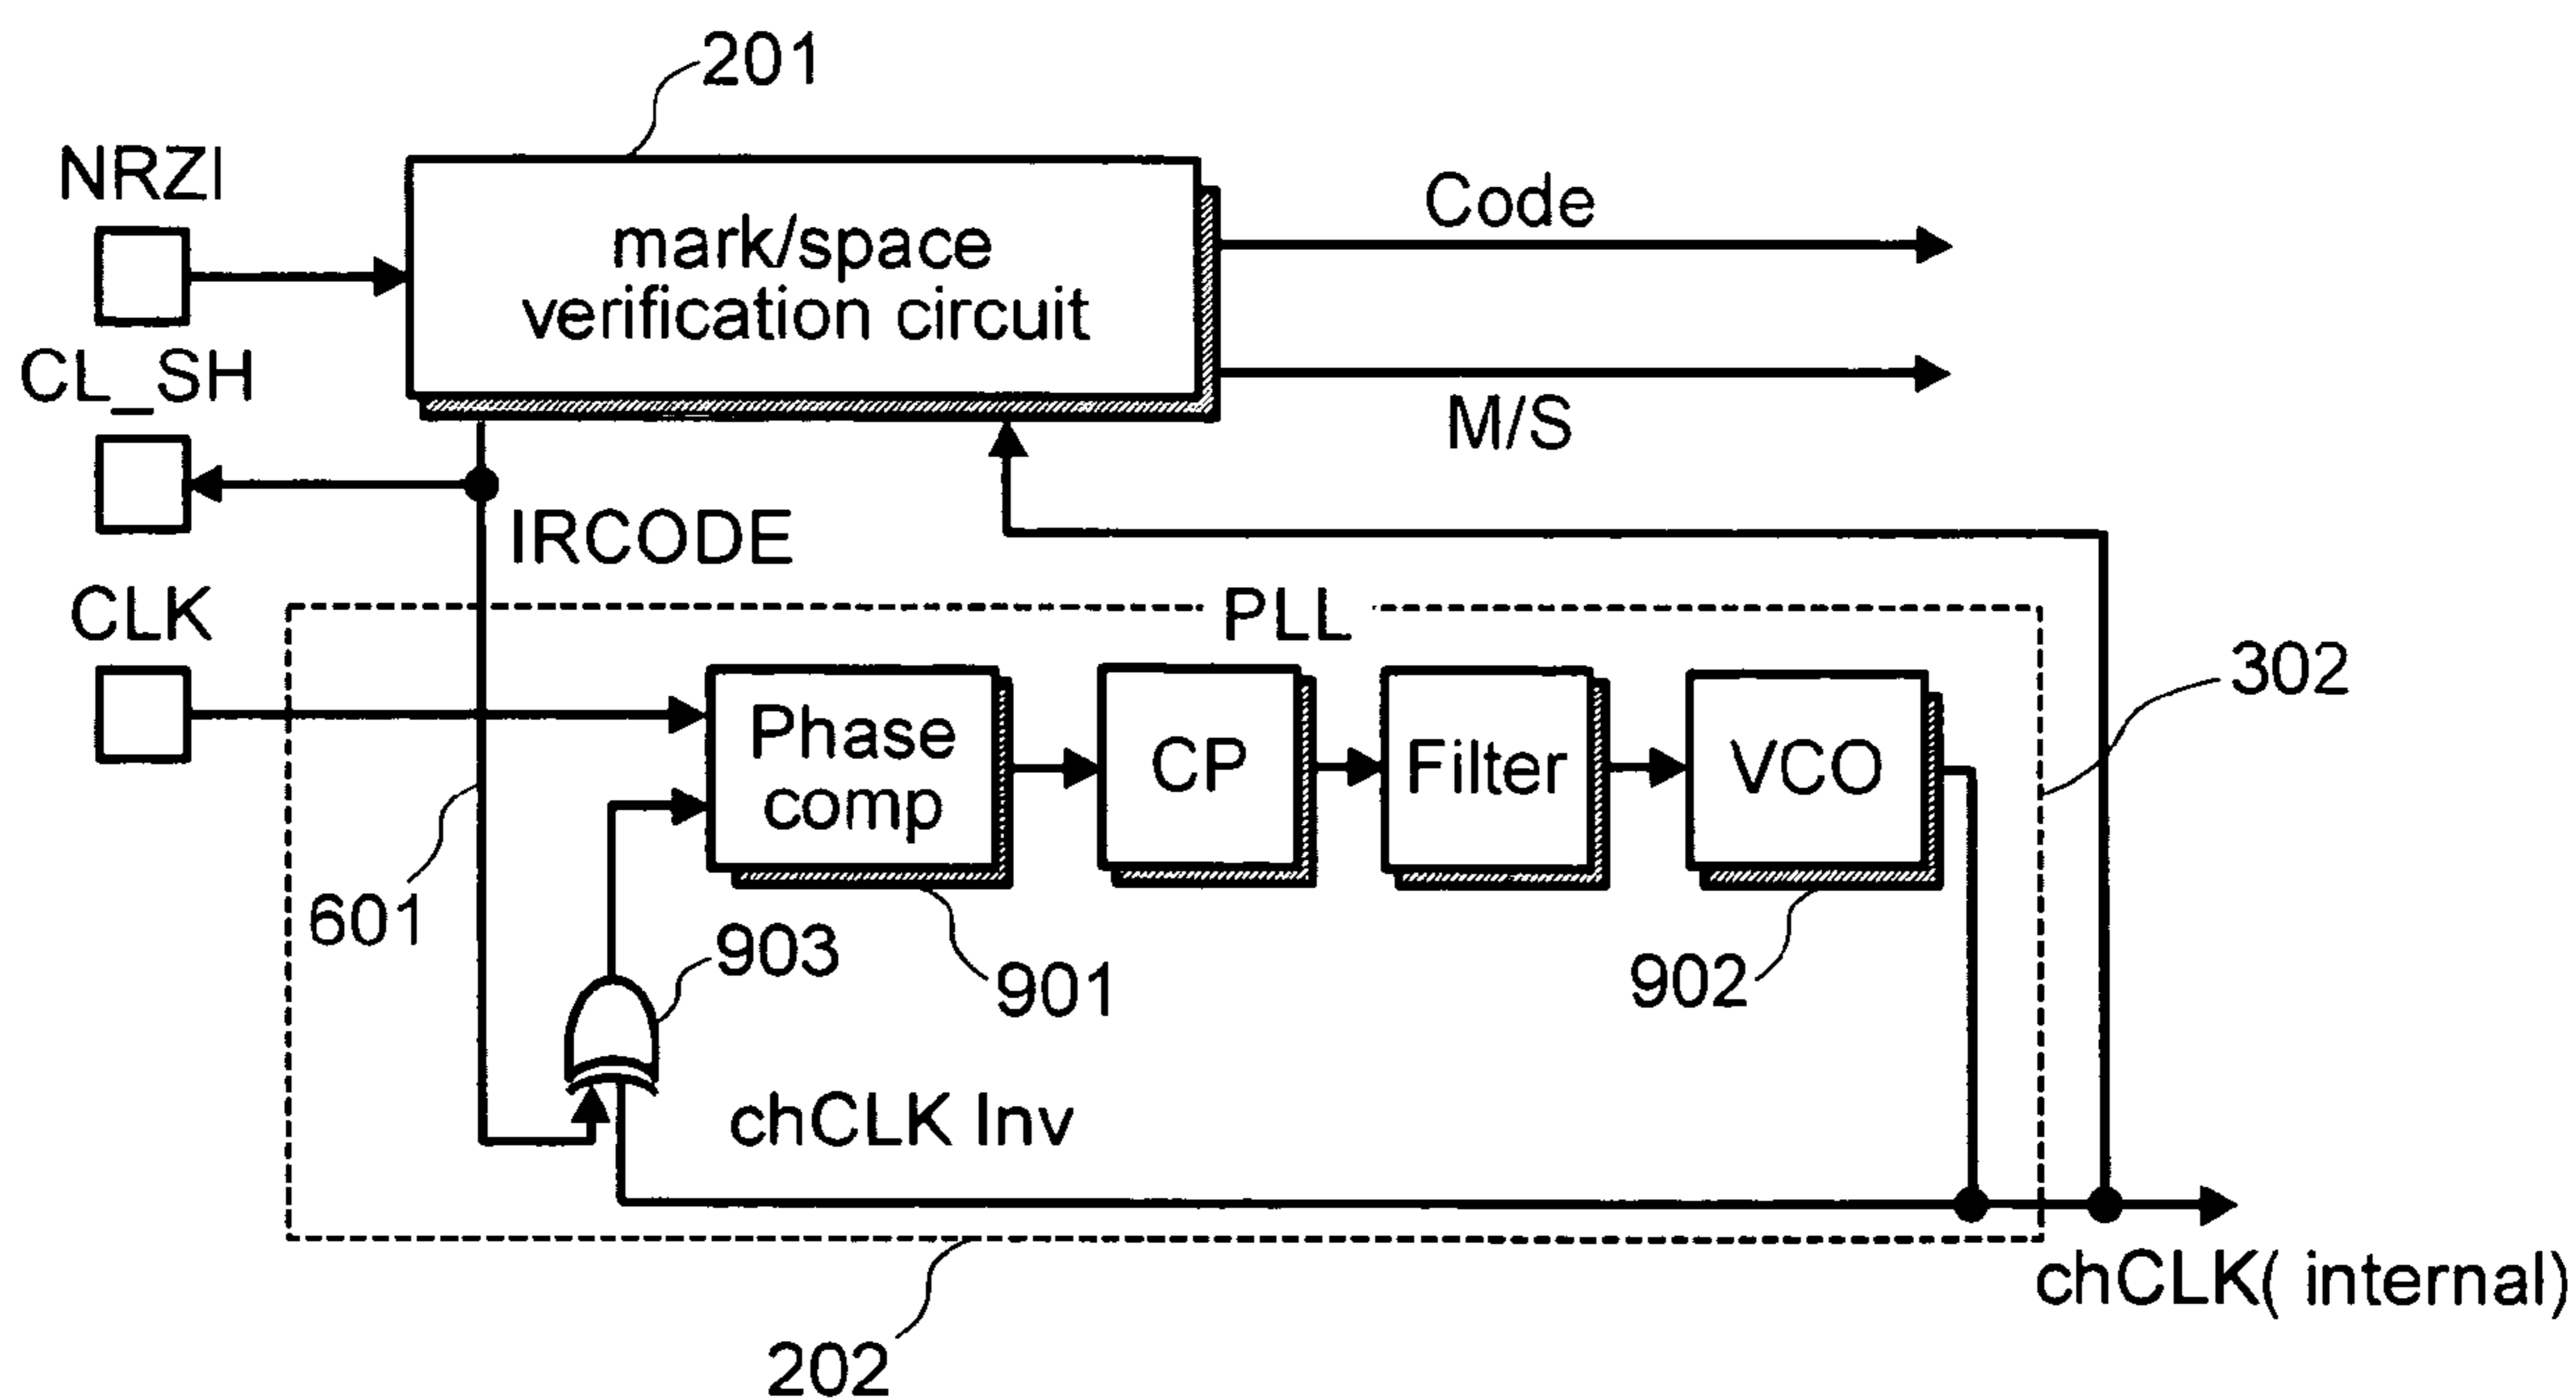 201
NRZI
mark/space
verification circuit
Code
CL_SH
M/S
IRCODE
CLK
PLL
302
Phase
comp
CP
Filter
VCO
601
903
901
902
chCLK Inv
chCLK( internal)
202